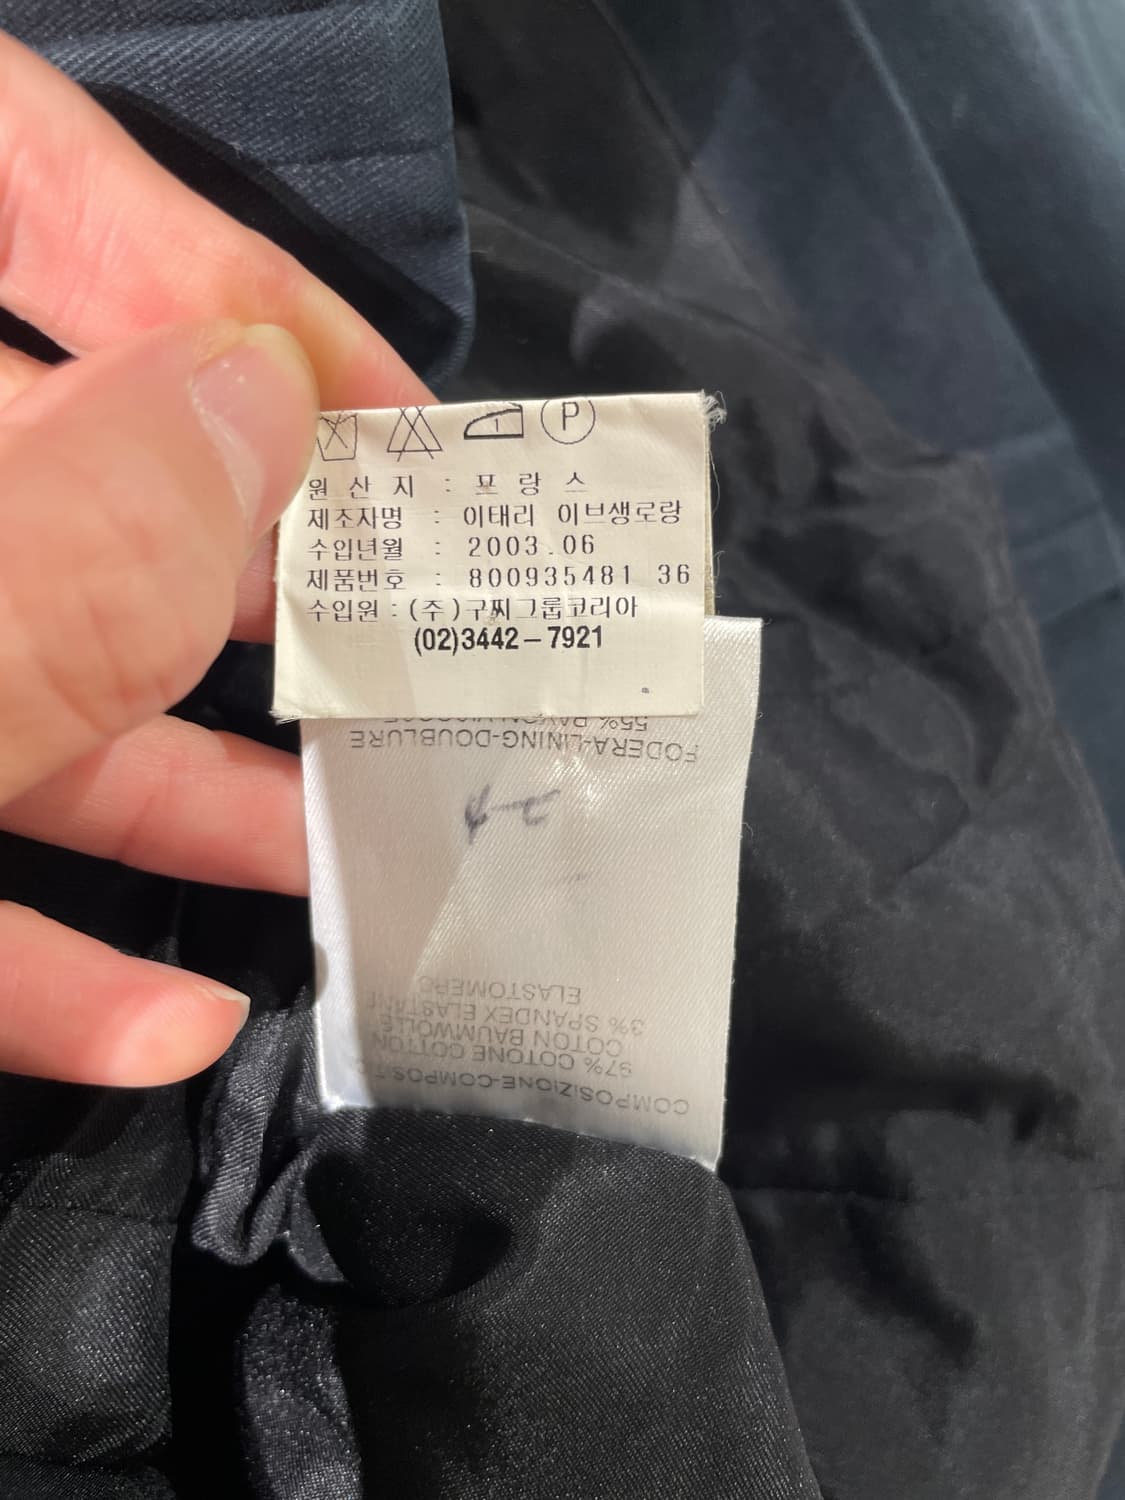 P
1
원 산 지 : 프 랑 스
제조자명 : 이태리 이브생로랑
수입년월 : 2003.06
제품번호 : 800935481 36
수입원 : (주)구찌그룹코리아
(02)3442-7921
COMPOSIZIONE-COMPOSITIO
97% COTONE COTTON
COTON BAUMWOLLE
3% SPANDEX ELASTAN
ELASTOMERO
FODERA-LINING-DOUBLURE
55%